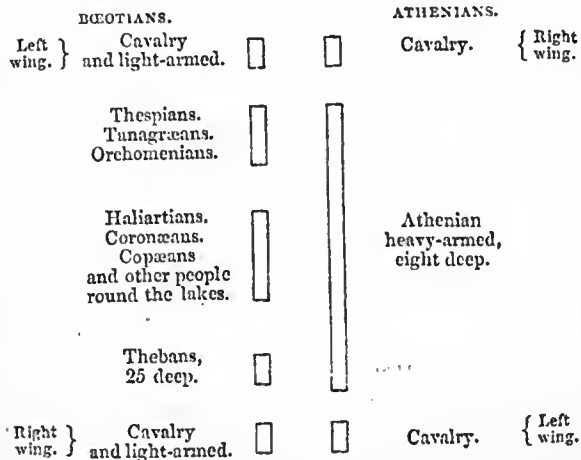 BŒOTIANS. ATHENIANS.
Left wing. } Cavalry and light-armed. Cavalry. { Right wing.
Thespians.
Tunagræans.
Orchomenians.
Haliartians.
Coronæans.
Copæans
and other people
round the lakes.
Athenian
heavy-armed,
eight deep.
Thebans,
25 deep.
Right wing. } Cavalry and light-armed. Cavalry. { Left wing.